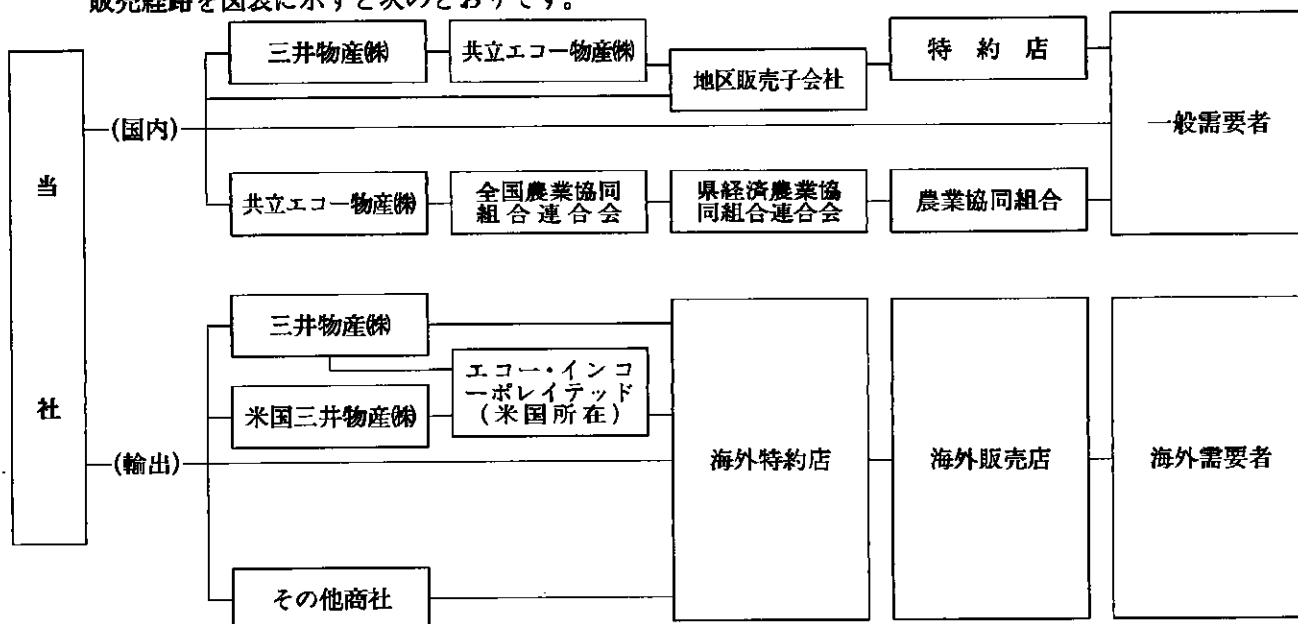 販売経路を図表に示すと次のとおりです。
当社
(国内)
三井物産㈱
共立エコー物産㈱
地区販売子会社
特約店
一般需要者
共立エコー物産㈱
全国農業協同
組合連合会
県経済農業協
同組合連合会
農業協同組合
(輸出)
三井物産㈱
米国三井物産㈱
エコー・インコ
ーポレイテッド
(米国所在)
その他商社
海外特約店
海外販売店
海外需要者